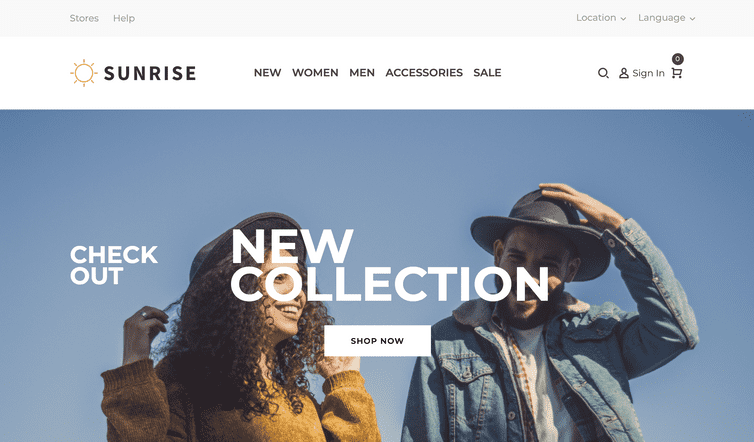 Stores Help Location Language
0
SUNRISE NEW WOMEN MEN ACCESSORIES SALE Sign In
CHECK
OUT
NEW
COLLECTION
SHOP NOW